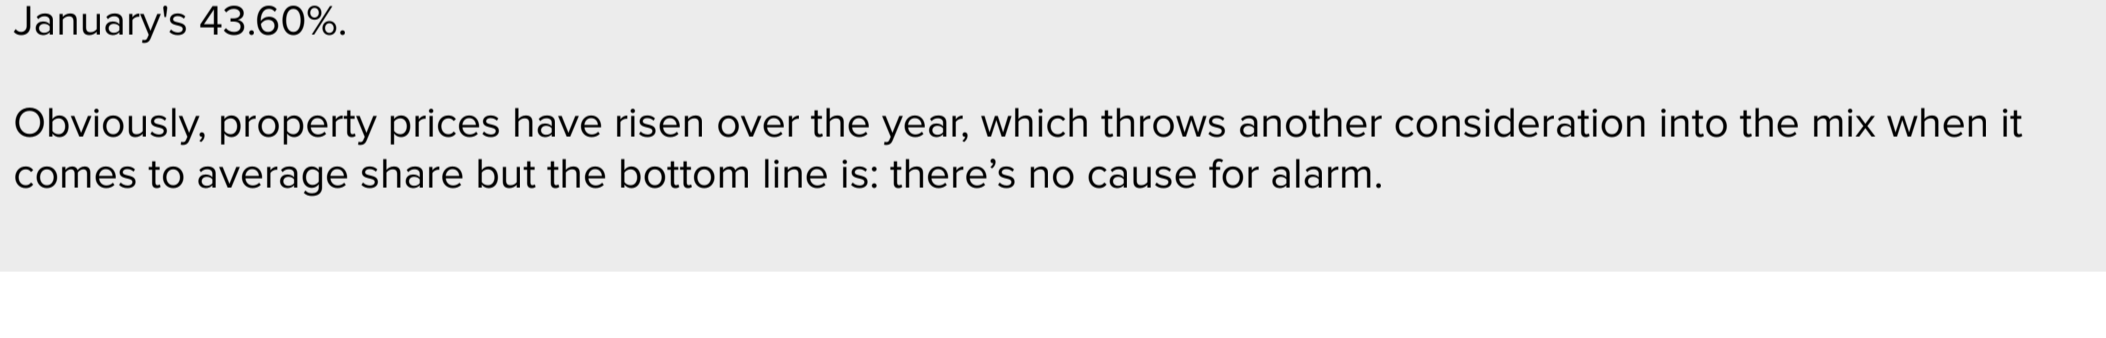 January's 43.60%.
Obviously, property prices have risen over the year, which throws another consideration into the mix when it
comes to average share but the bottom line is: there’s no cause for alarm.